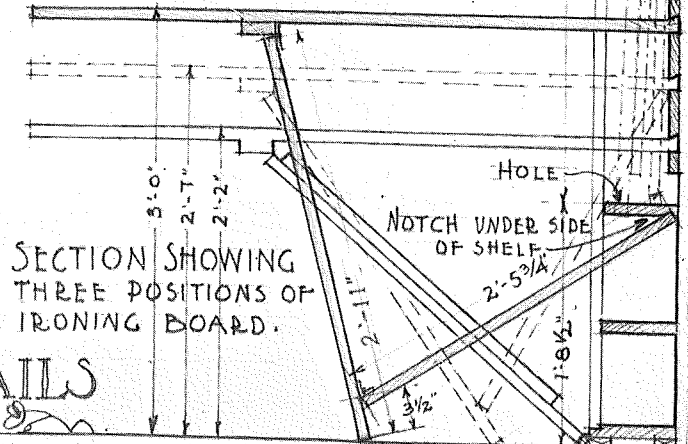 HOLE
3'-0"
2'-7"
2'-2"
NOTCH UNDER SIDE
OF SHELF
SECTION SHOWING
THREE POSITIONS OF
IRONING BOARD.
2'-5 3/4"
2'-11"
1'-8 1/2"
3 1/2"
AILS